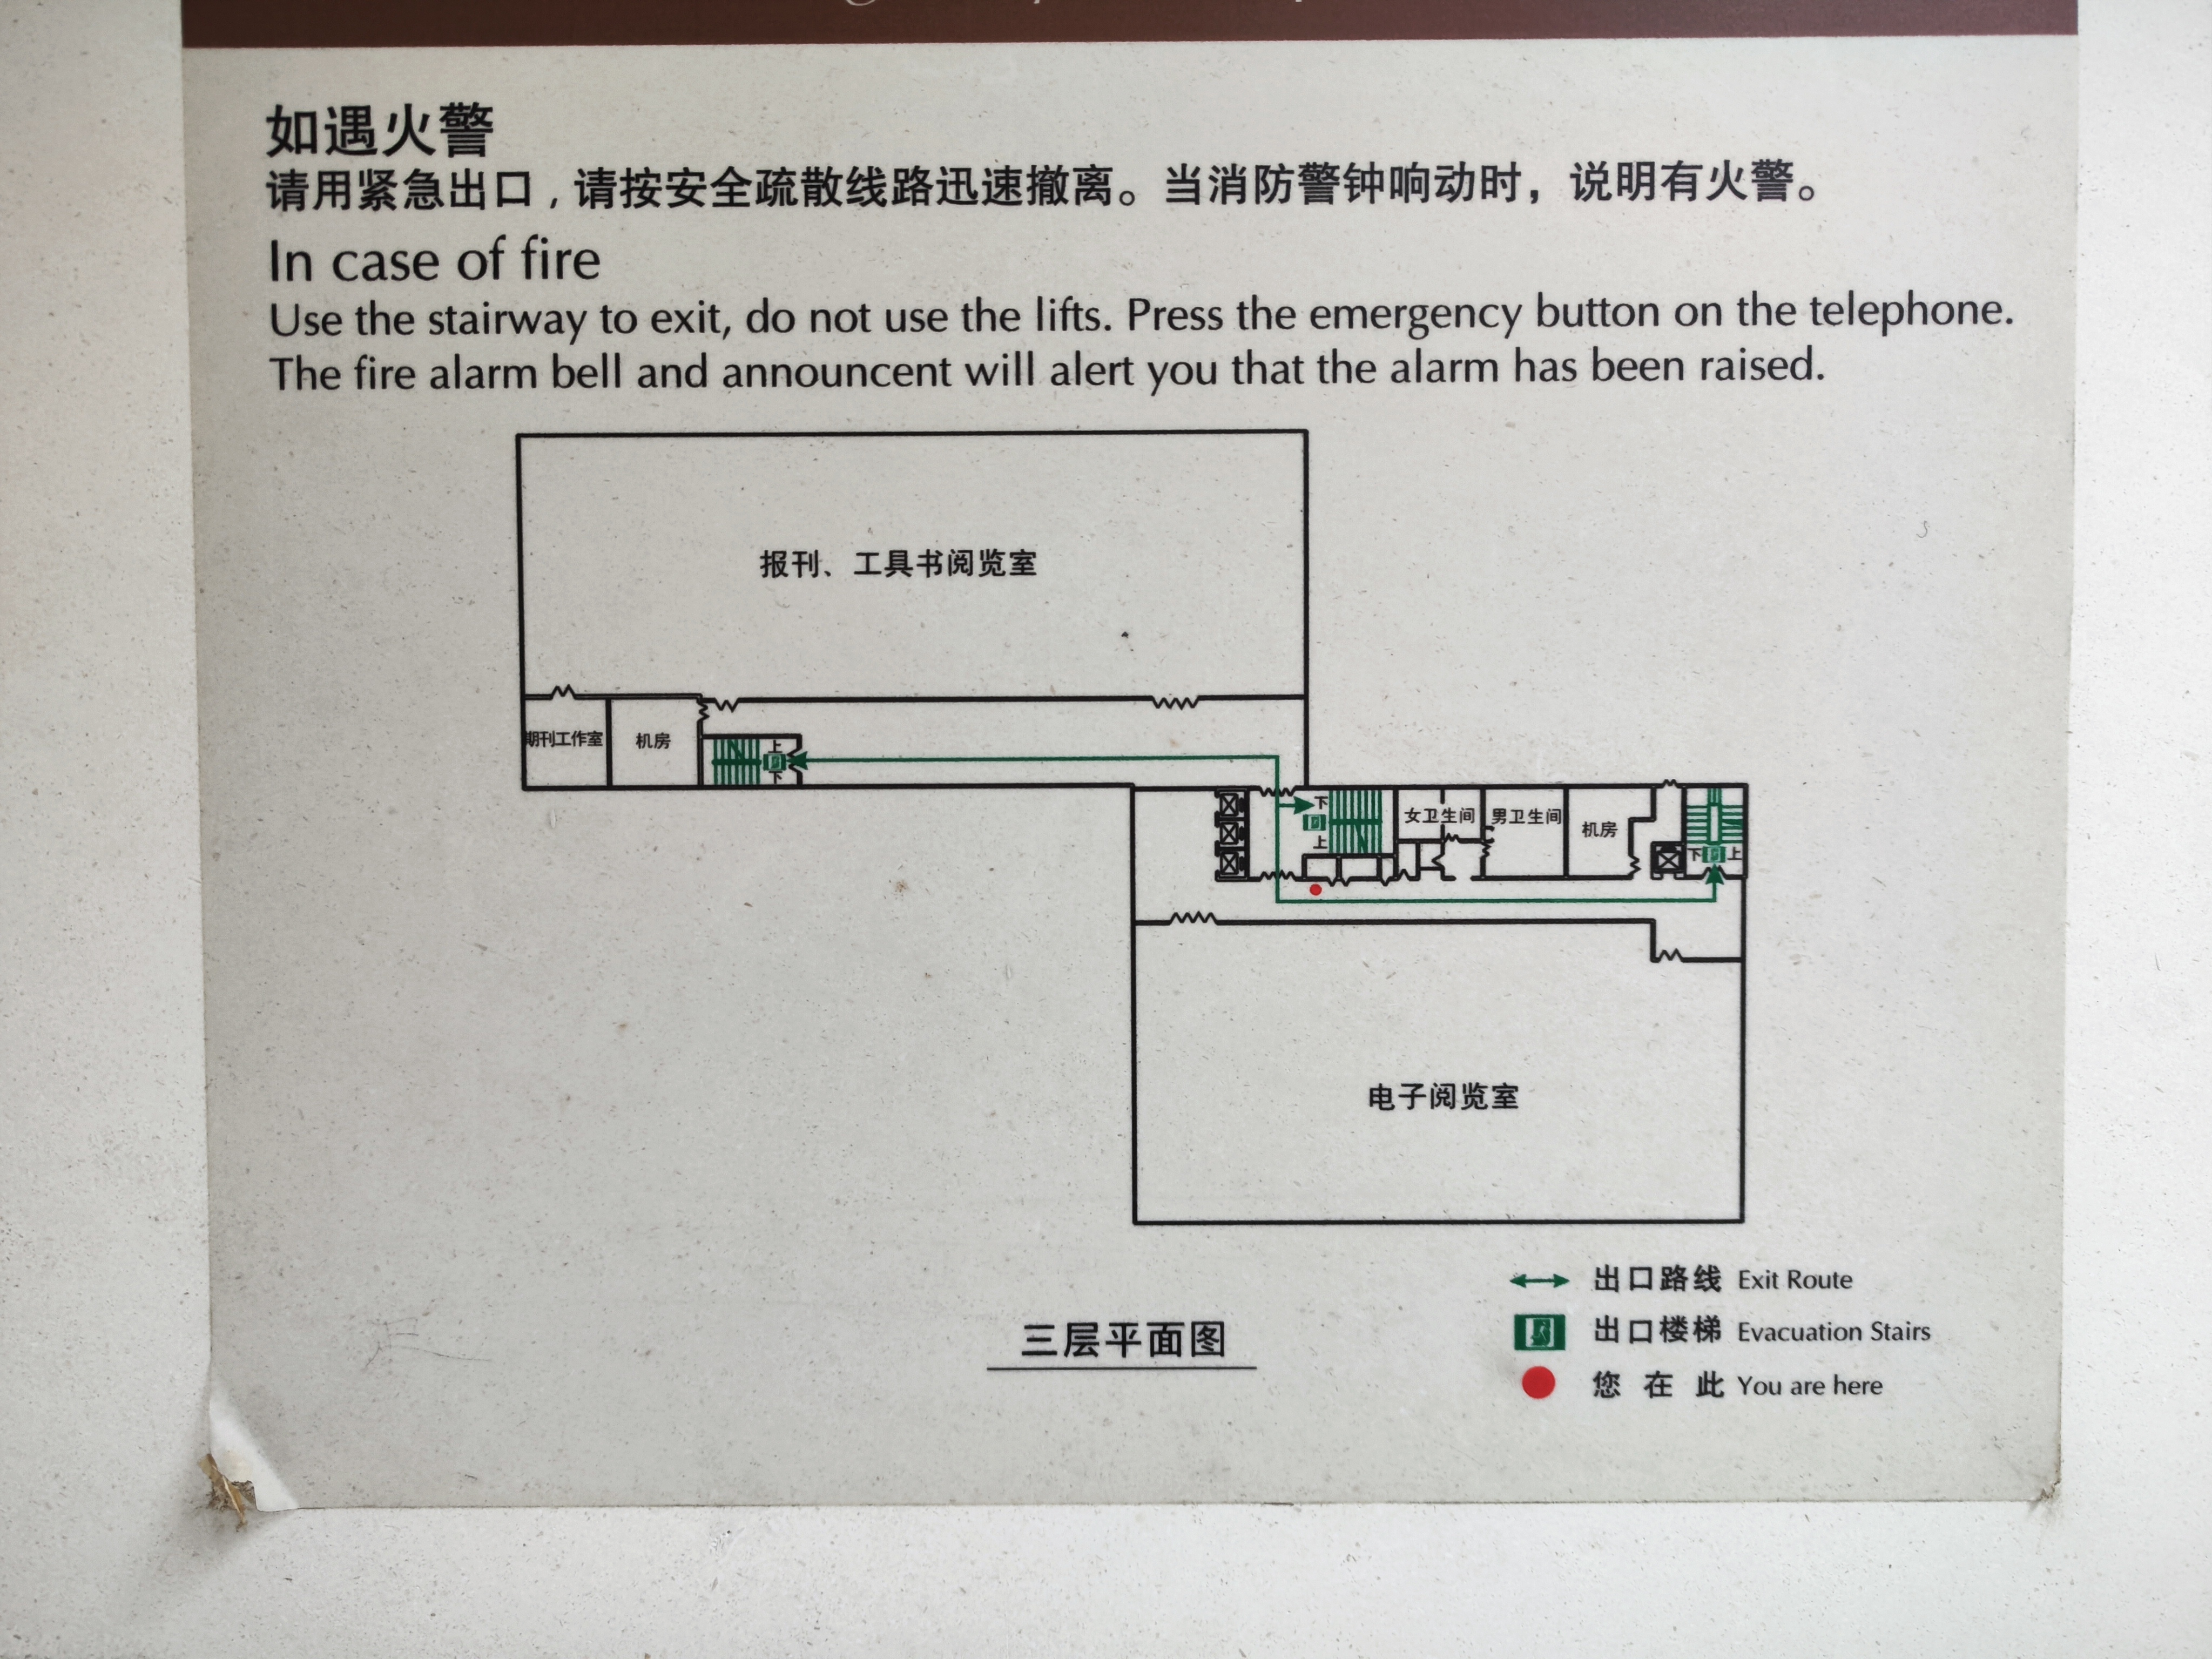 如遇火警
请用紧急出口，请按安全疏散线路迅速撤离。当消防警钟响动时，说明有火警。
In case of fire
Use the stairway to exit, do not use the lifts. Press the emergency button on the telephone.
The fire alarm bell and announcent will alert you that the alarm has been raised.
报刊、工具书阅览室
期刊工作室
机房
上
下
下
上
女卫生间
男卫生间
机房
下
上
电子阅览室
三层平面图
出口路线 Exit Route
出口楼梯 Evacuation Stairs
您在此 You are here